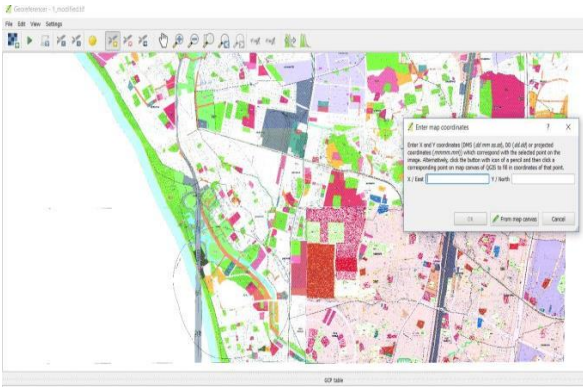 Georeferencer - 1_modified.tif
File Edit View Settings
Enter map coordinates
? X
Enter X and Y coordinates (DMS (dd mm ss.ss), DD (dd.dd) or projected
coordinates (mmmm.mm)) which correspond with the selected point on the
image. Alternatively, click the button with icon of a pencil and then click a
corresponding point on map canvas of QGIS to fill in coordinates of that point.
X / East
Y / North
OK
From map canvas
Cancel
GCP table